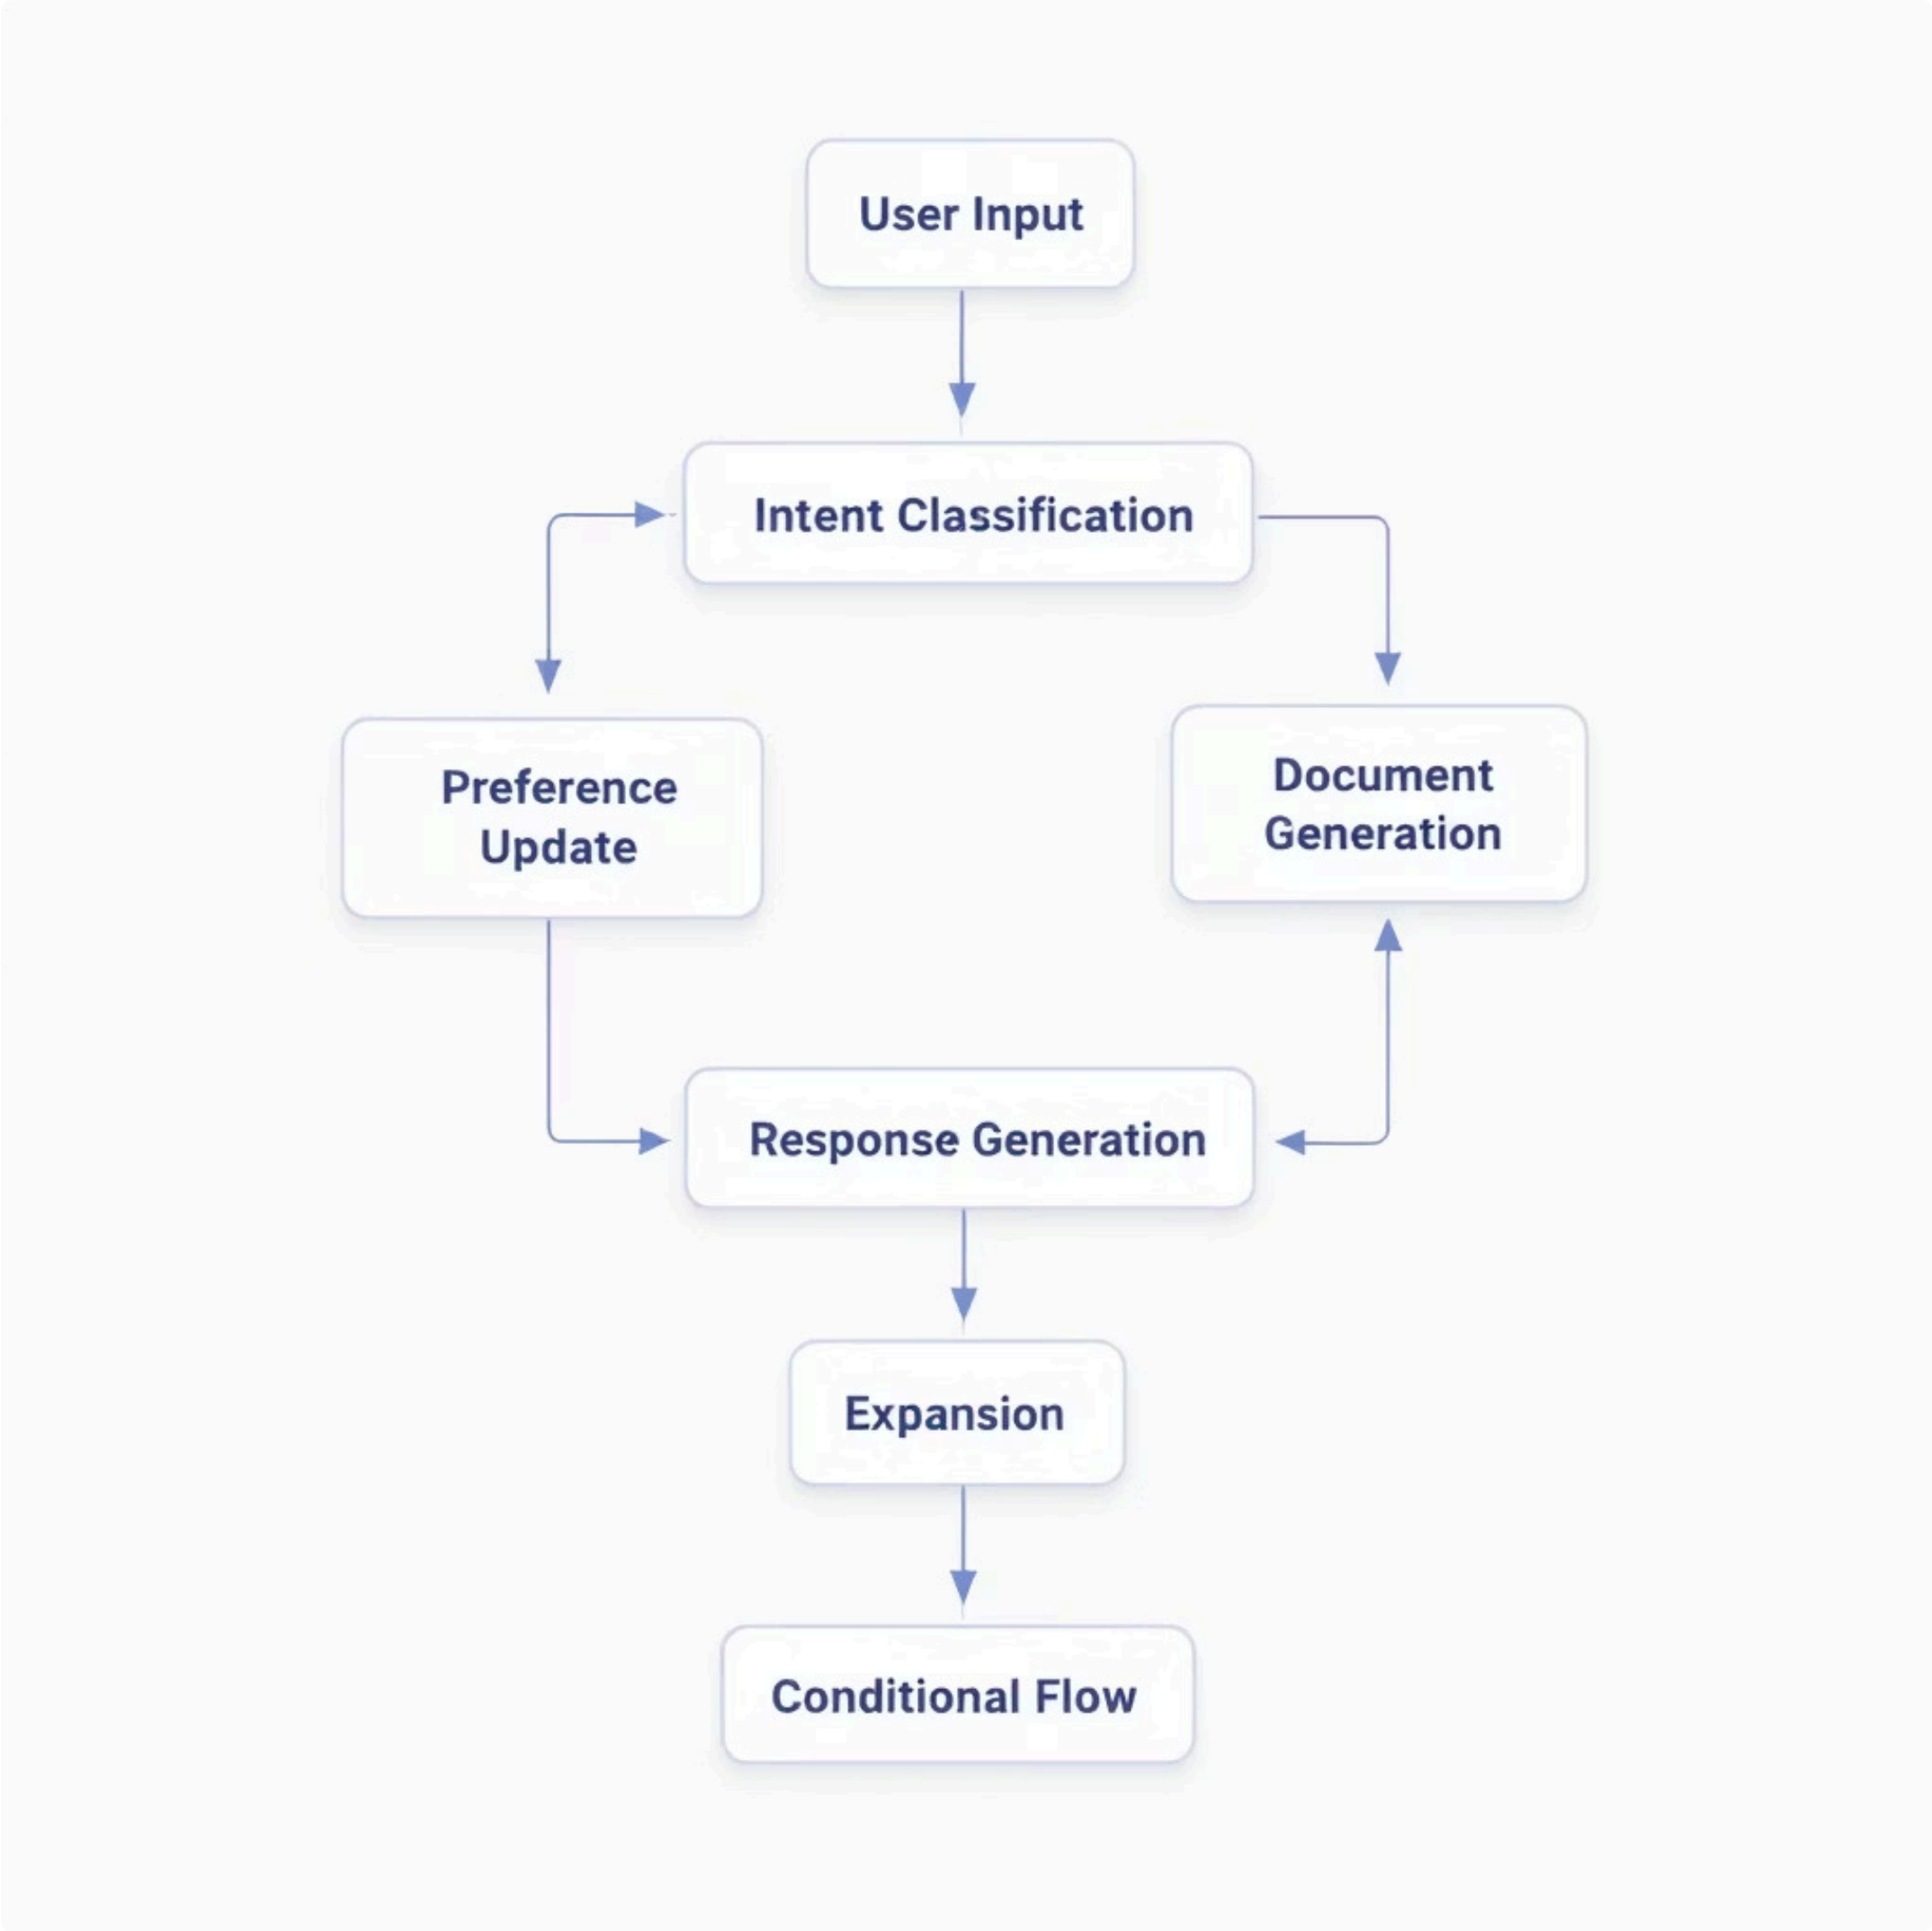 User Input
Intent Classification
Preference
Update
Document
Generation
Response Generation
Expansion
Conditional Flow